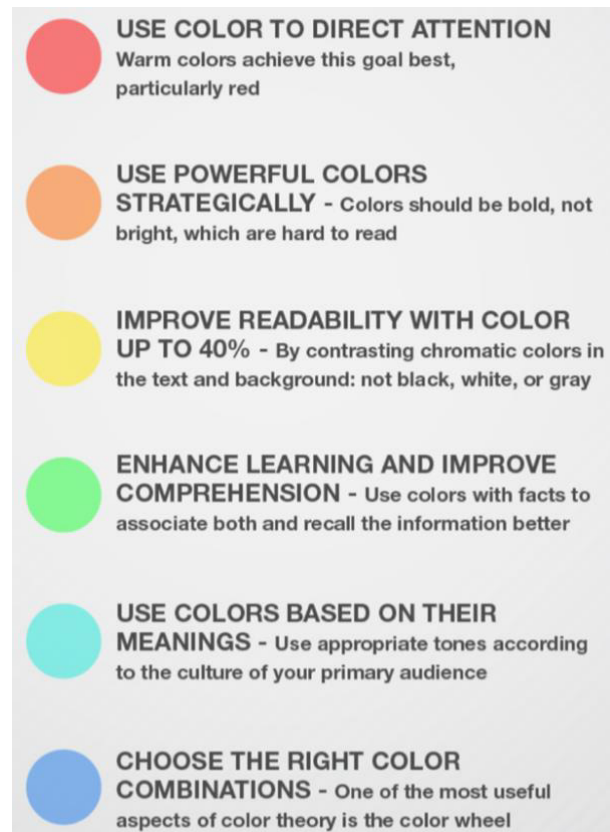 USE COLOR TO DIRECT ATTENTION
Warm colors achieve this goal best,
particularly red
USE POWERFUL COLORS
STRATEGICALLY - Colors should be bold, not
bright, which are hard to read
IMPROVE READABILITY WITH COLOR
UP TO 40% - By contrasting chromatic colors in
the text and background: not black, white, or gray
ENHANCE LEARNING AND IMPROVE
COMPREHENSION - Use colors with facts to
associate both and recall the information better
USE COLORS BASED ON THEIR
MEANINGS - Use appropriate tones according
to the culture of your primary audience
CHOOSE THE RIGHT COLOR
COMBINATIONS - One of the most useful
aspects of color theory is the color wheel